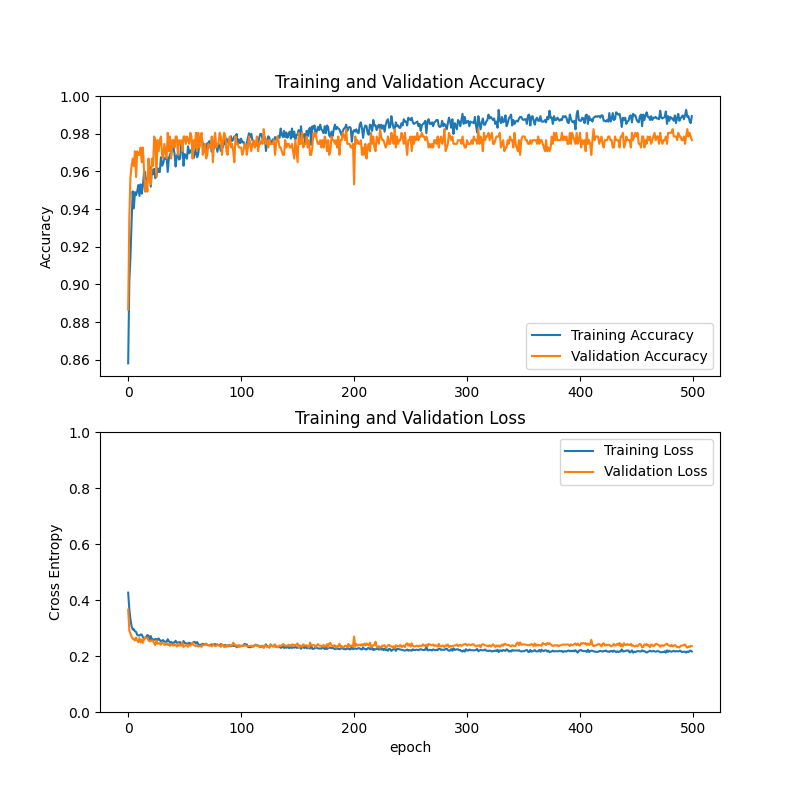 Training and Validation Accuracy
1.00
0.98
0.96
0.94
0.92
0.90
0.88
0.86
Accuracy
Training Accuracy
Validation Accuracy
0 100 200 300 400 500
Training and Validation Loss
1.0
0.8
0.6
0.4
0.2
0.0
Cross Entropy
Training Loss
Validation Loss
0 100 200 300 400 500
epoch